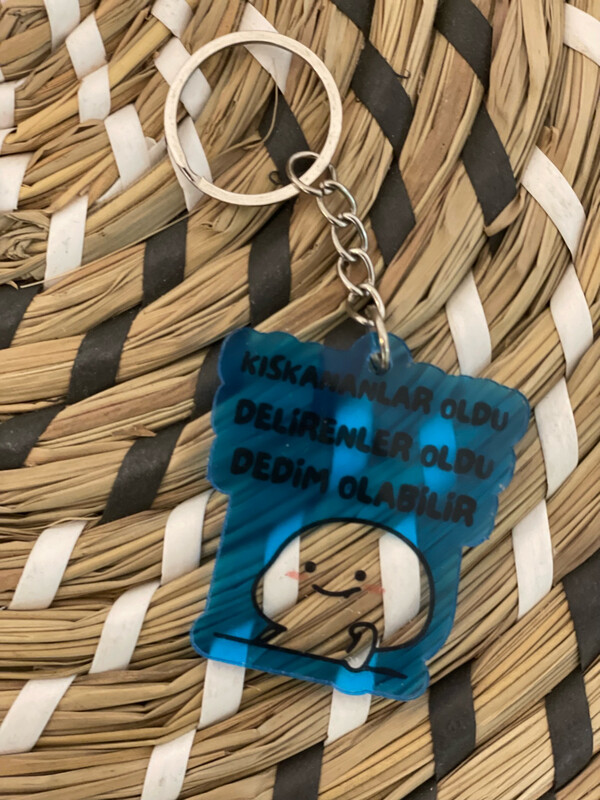 KISKANANLAR OLDU
DELİRENLER OLDU
DEDİM OLABİLİR